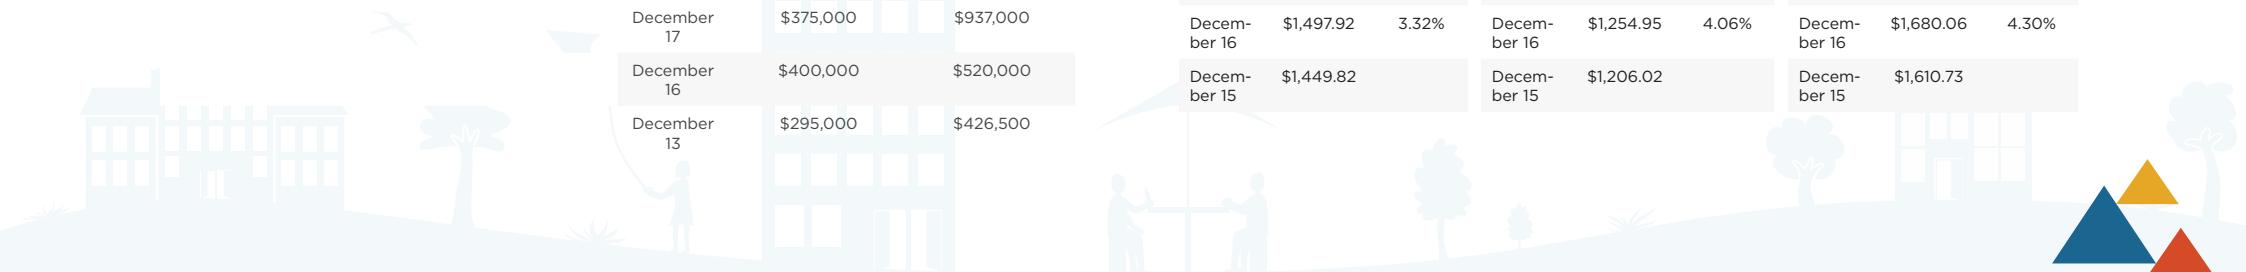 December $375,000 $937,000
17
December $400,000 $520,000
16
December $295,000 $426,500
13
Decem- $1,497.92 3.32%
ber 16
Decem- $1,449.82
ber 15
Decem- $1,254.95 4.06%
ber 16
Decem- $1,206.02
ber 15
Decem- $1,680.06 4.30%
ber 16
Decem- $1,610.73
ber 15